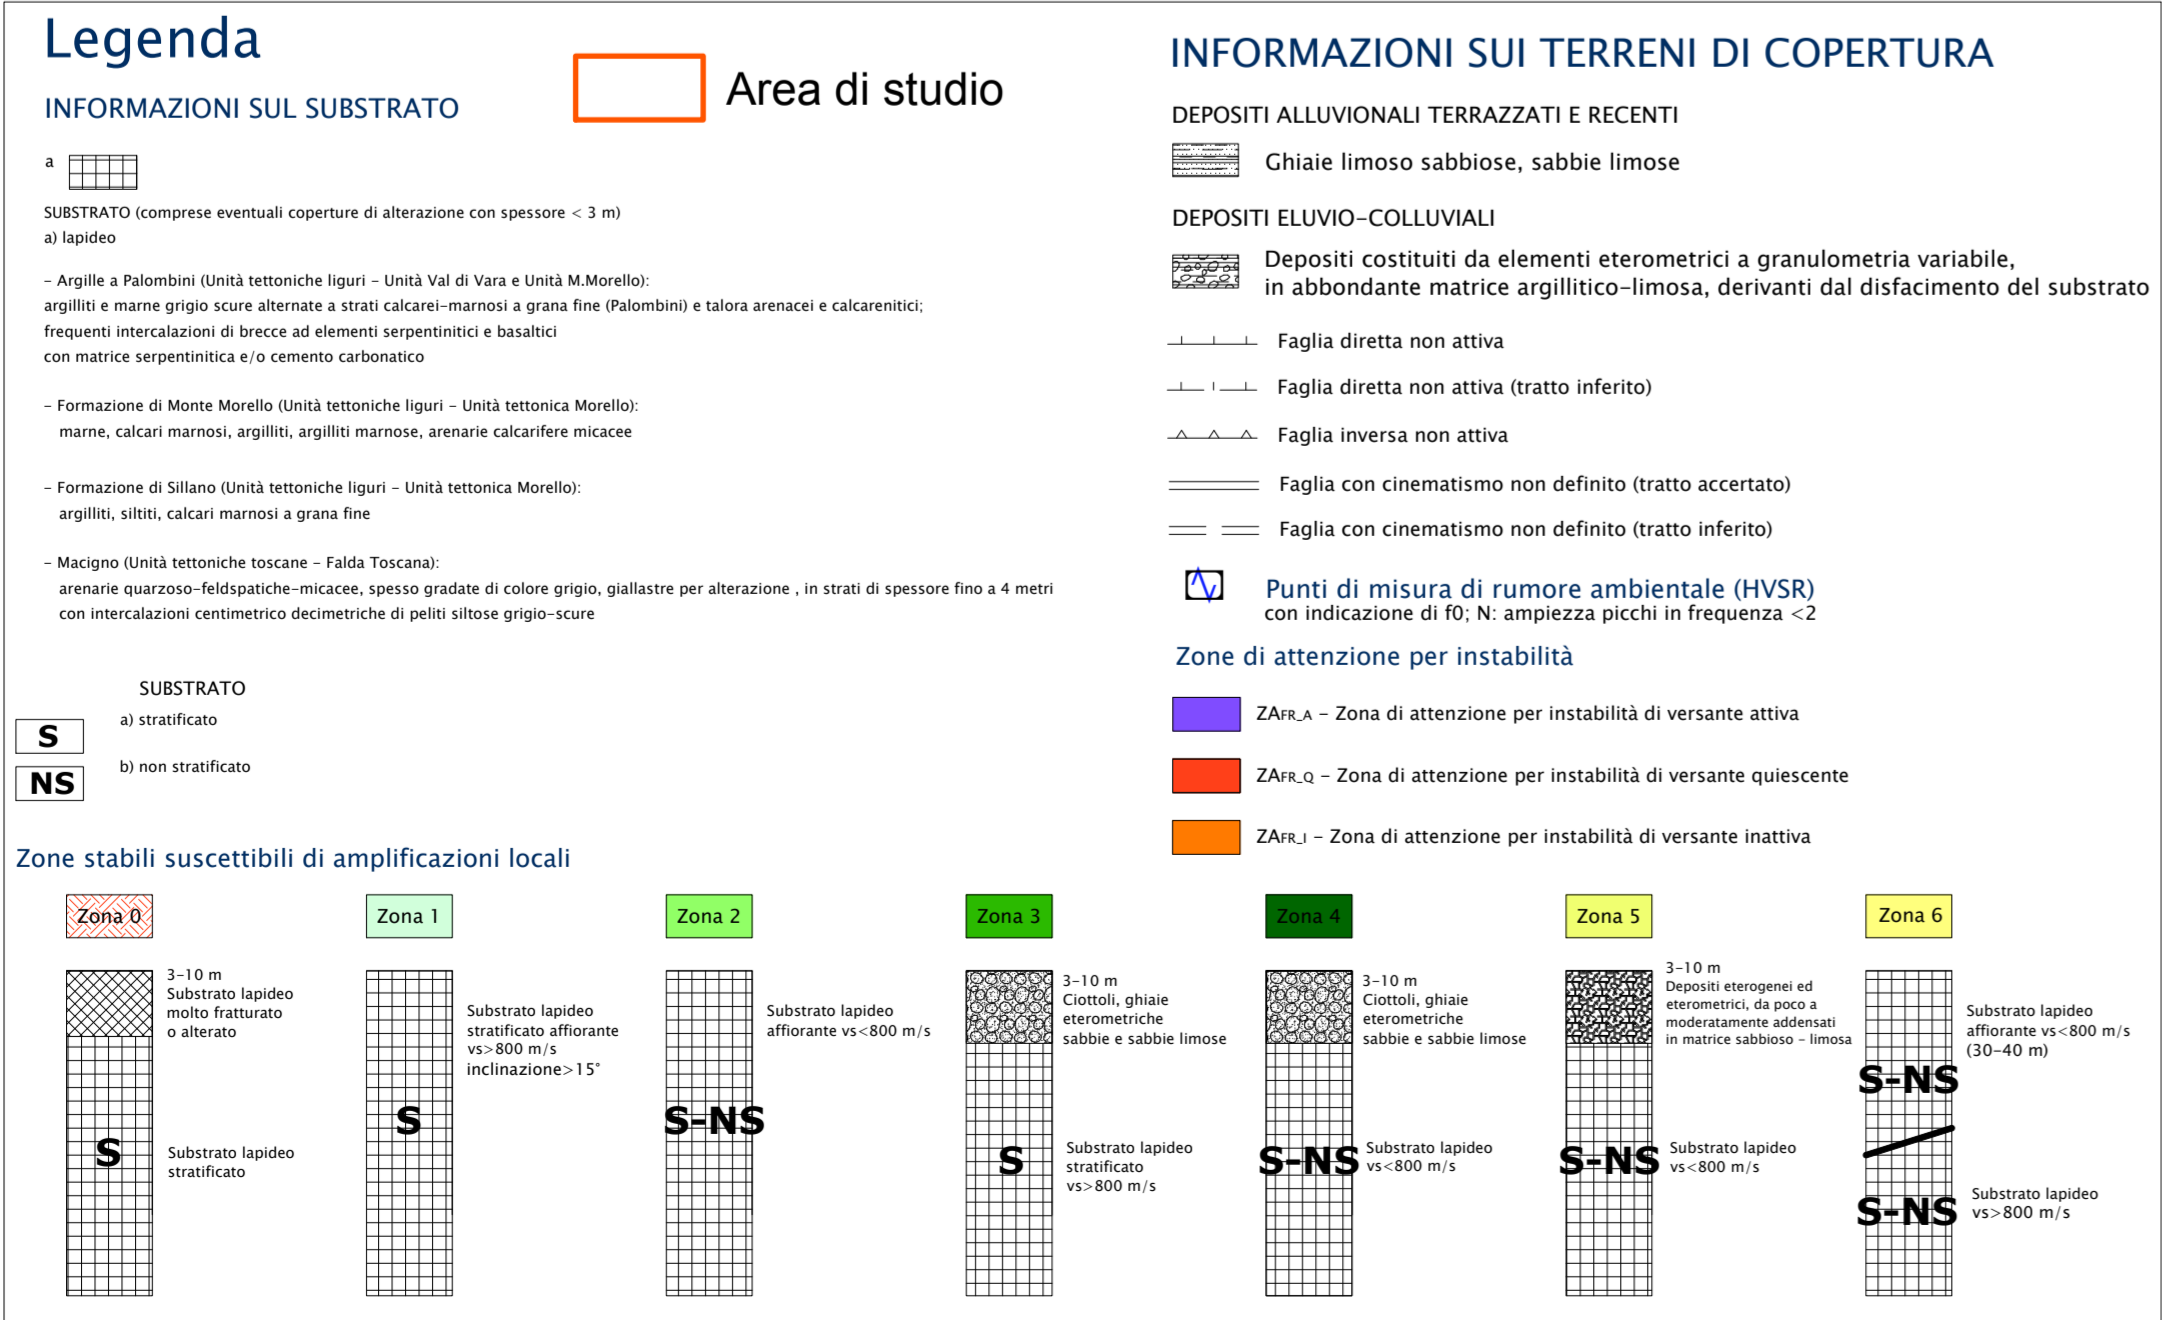 Legenda
Area di studio
INFORMAZIONI SUL SUBSTRATO
a
SUBSTRATO (comprese eventuali coperture di alterazione con spessore < 3 m)
a) lapideo
– Argille a Palombini (Unità tettoniche liguri – Unità Val di Vara e Unità M.Morello):
argilliti e marne grigio scure alternate a strati calcarei–marnosi a grana fine (Palombini) e talora arenacei e calcarenitici;
frequenti intercalazioni di brecce ad elementi serpentinitici e basaltici
con matrice serpentinitica e/o cemento carbonatico
– Formazione di Monte Morello (Unità tettoniche liguri – Unità tettonica Morello):
marne, calcari marnosi, argilliti, argilliti marnose, arenarie calcarifere micacee
– Formazione di Sillano (Unità tettoniche liguri – Unità tettonica Morello):
argilliti, siltiti, calcari marnosi a grana fine
– Macigno (Unità tettoniche toscane – Falda Toscana):
arenarie quarzoso–feldspatiche–micacee, spesso gradate di colore grigio, giallastre per alterazione , in strati di spessore fino a 4 metri
con intercalazioni centimetrico decimetriche di peliti siltose grigio–scure
SUBSTRATO
S
a) stratificato
NS
b) non stratificato
INFORMAZIONI SUI TERRENI DI COPERTURA
DEPOSITI ALLUVIONALI TERRAZZATI E RECENTI
Ghiaie limoso sabbiose, sabbie limose
DEPOSITI ELUVIO–COLLUVIALI
Depositi costituiti da elementi eterometrici a granulometria variabile,
in abbondante matrice argillitico–limosa, derivanti dal disfacimento del substrato
Faglia diretta non attiva
Faglia diretta non attiva (tratto inferito)
Faglia inversa non attiva
Faglia con cinematismo non definito (tratto accertato)
Faglia con cinematismo non definito (tratto inferito)
Punti di misura di rumore ambientale (HVSR)
con indicazione di f0; N: ampiezza picchi in frequenza <2
Zone di attenzione per instabilità
ZAFR_A – Zona di attenzione per instabilità di versante attiva
ZAFR_Q – Zona di attenzione per instabilità di versante quiescente
ZAFR_I – Zona di attenzione per instabilità di versante inattiva
Zone stabili suscettibili di amplificazioni locali
Zona 0
3–10 m
Substrato lapideo
molto fratturato
o alterato
S
Substrato lapideo
stratificato
Zona 1
Substrato lapideo
stratificato affiorante
vs>800 m/s
inclinazione>15°
S
Zona 2
Substrato lapideo
affiorante vs<800 m/s
S-NS
Zona 3
3–10 m
Ciottoli, ghiaie
eterometriche
sabbie e sabbie limose
S
Substrato lapideo
stratificato
vs>800 m/s
Zona 4
3–10 m
Ciottoli, ghiaie
eterometriche
sabbie e sabbie limose
S-NS
Substrato lapideo
vs<800 m/s
Zona 5
3–10 m
Depositi eterogenei ed
eterometrici, da poco a
moderatamente addensati
in matrice sabbioso – limosa
S-NS
Substrato lapideo
vs<800 m/s
Zona 6
Substrato lapideo
affiorante vs<800 m/s
(30–40 m)
S-NS
S-NS
Substrato lapideo
vs>800 m/s